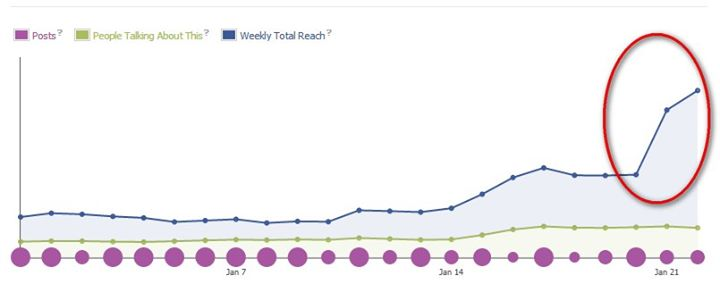 Posts? People Talking About This? Weekly Total Reach?
Jan 7 Jan 14 Jan 21